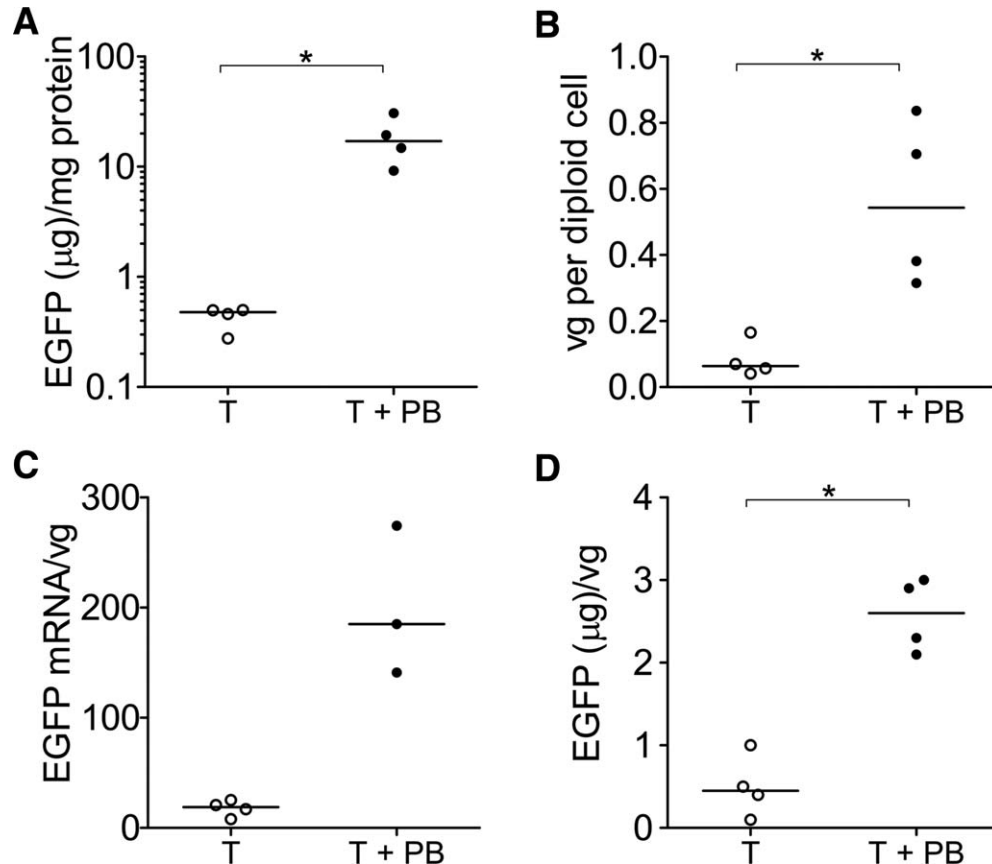 A
EGFP (μg)/mg protein
100
10
1
0.1
*
T
T + PB
B
vg per diploid cell
1.0
0.8
0.6
0.4
0.2
0.0
*
T
T + PB
C
EGFP mRNA/vg
300
200
100
0
T
T + PB
D
EGFP (μg)/vg
4
3
2
1
0
*
T
T + PB